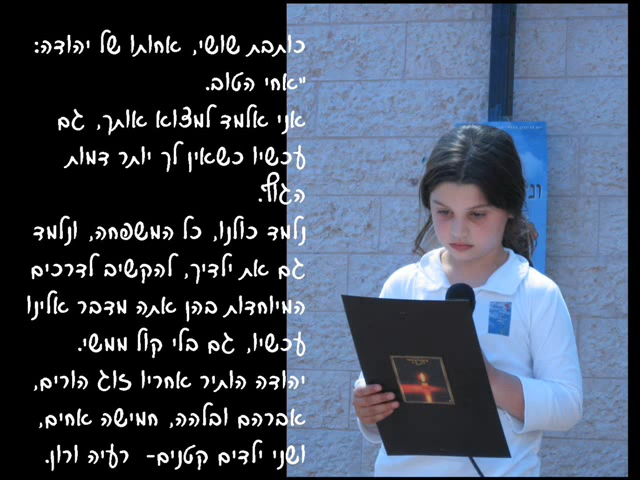 כותבת שושי, אחותו של יהודה:
"אחי הטוב.
אני אלמד למצוא אותך, גם
עכשיו כשאין לך יותר דמות
הגוף.
נלמד כולנו, כל המשפחה, ונלמד
גם את ילדיך, להקשיב לדרכים
המיוחדות בהן אתה מדבר אלינו
עכשיו, גם בלי קול ממשי.
יהודה הותיר אחריו זוג הורים,
אברהם ובלהה, חמישה אחים,
ושני ילדים קטנים- רעיה ורון.